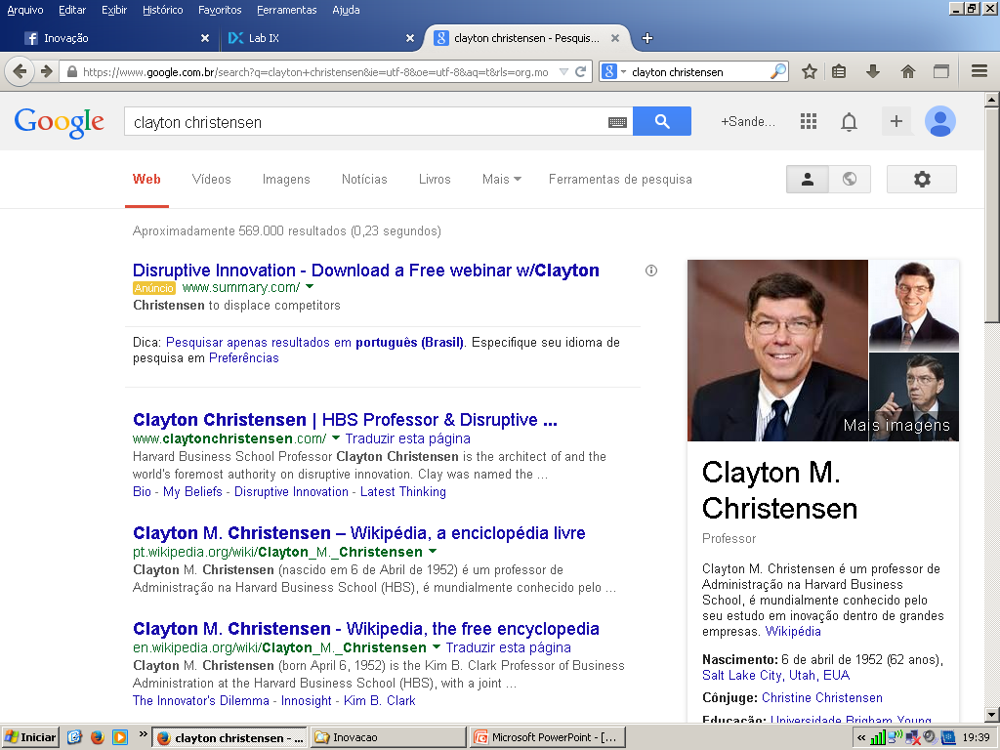 Arquivo Editar Exibir Histórico Favoritos Ferramentas Ajuda
Inovação
Lab IX
clayton christensen - Pesquis...
https://www.google.com.br/search?q=clayton+christensen&ie=utf-8&oe=utf-8&aq=t&rls=org.mo
clayton christensen
Google
clayton christensen
+Sande...
Web Vídeos Imagens Notícias Livros Mais Ferramentas de pesquisa
Aproximadamente 569.000 resultados (0,23 segundos)
Disruptive Innovation - Download a Free webinar w/Clayton
Anúncio www.summary.com/
Christensen to displace competitors
Dica: Pesquisar apenas resultados em português (Brasil). Especifique seu idioma de
pesquisa em Preferências
Clayton Christensen | HBS Professor & Disruptive ...
www.claytonchristensen.com/ Traduzir esta página
Harvard Business School Professor Clayton Christensen is the architect of and the
world's foremost authority on disruptive innovation. Clay was named the ...
Bio - My Beliefs - Disruptive Innovation - Latest Thinking
Clayton M. Christensen – Wikipédia, a enciclopédia livre
pt.wikipedia.org/wiki/Clayton_M._Christensen
Clayton M. Christensen (nascido em 6 de Abril de 1952) é um professor de
Administração na Harvard Business School (HBS), é mundialmente conhecido pelo ...
Clayton M. Christensen - Wikipedia, the free encyclopedia
en.wikipedia.org/wiki/Clayton_M._Christensen Traduzir esta página
Clayton M. Christensen (born April 6, 1952) is the Kim B. Clark Professor of Business
Administration at the Harvard Business School (HBS), with a joint ...
The Innovator's Dilemma - Innosight - Kim B. Clark
Mais imagens
Clayton M.
Christensen
Professor
Clayton M. Christensen é um professor de
Administração na Harvard Business
School, é mundialmente conhecido pelo
seu estudo em inovação dentro de grandes
empresas. Wikipédia
Nascimento: 6 de abril de 1952 (62 anos),
Salt Lake City, Utah, EUA
Cônjuge: Christine Christensen
Educação: Universidade Brigham Young
Iniciar
clayton christensen - ...
Inovacao
Microsoft PowerPoint - [...
19:39